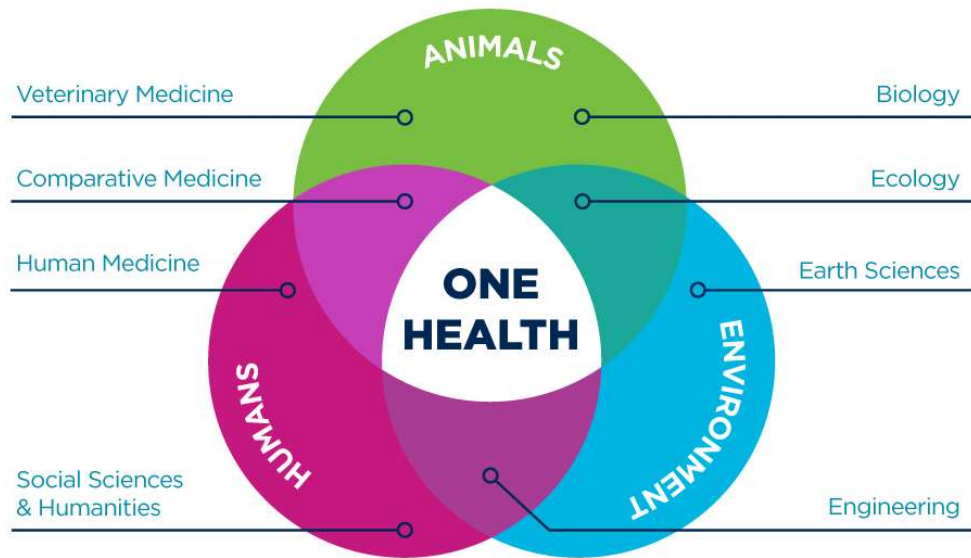 ANIMALS
Veterinary Medicine
Biology
Comparative Medicine
Ecology
Human Medicine
Earth Sciences
ONE
HEALTH
HUMANS
ENVIRONMENT
Social Sciences
& Humanities
Engineering